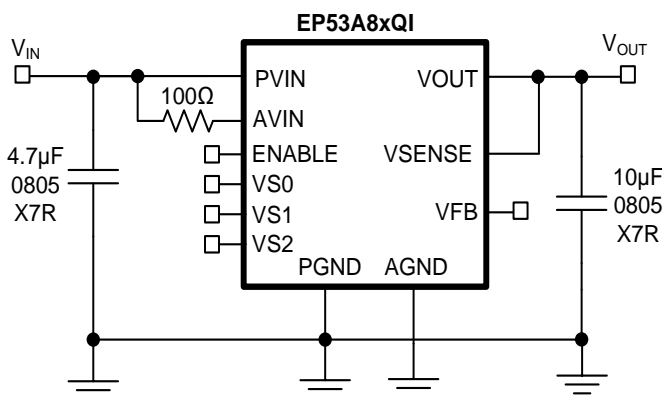 EP53A8xQI
VIN
VOUT
PVIN
VOUT
100Ω
AVIN
4.7µF
0805
X7R
ENABLE
VSENSE
VS0
VS1
VFB
VS2
10µF
0805
X7R
PGND
AGND